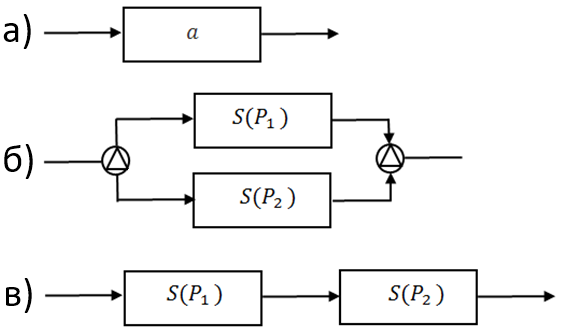 а) a
S(P₁)
б) △ △
S(P₂)
в) S(P₁) S(P₂)